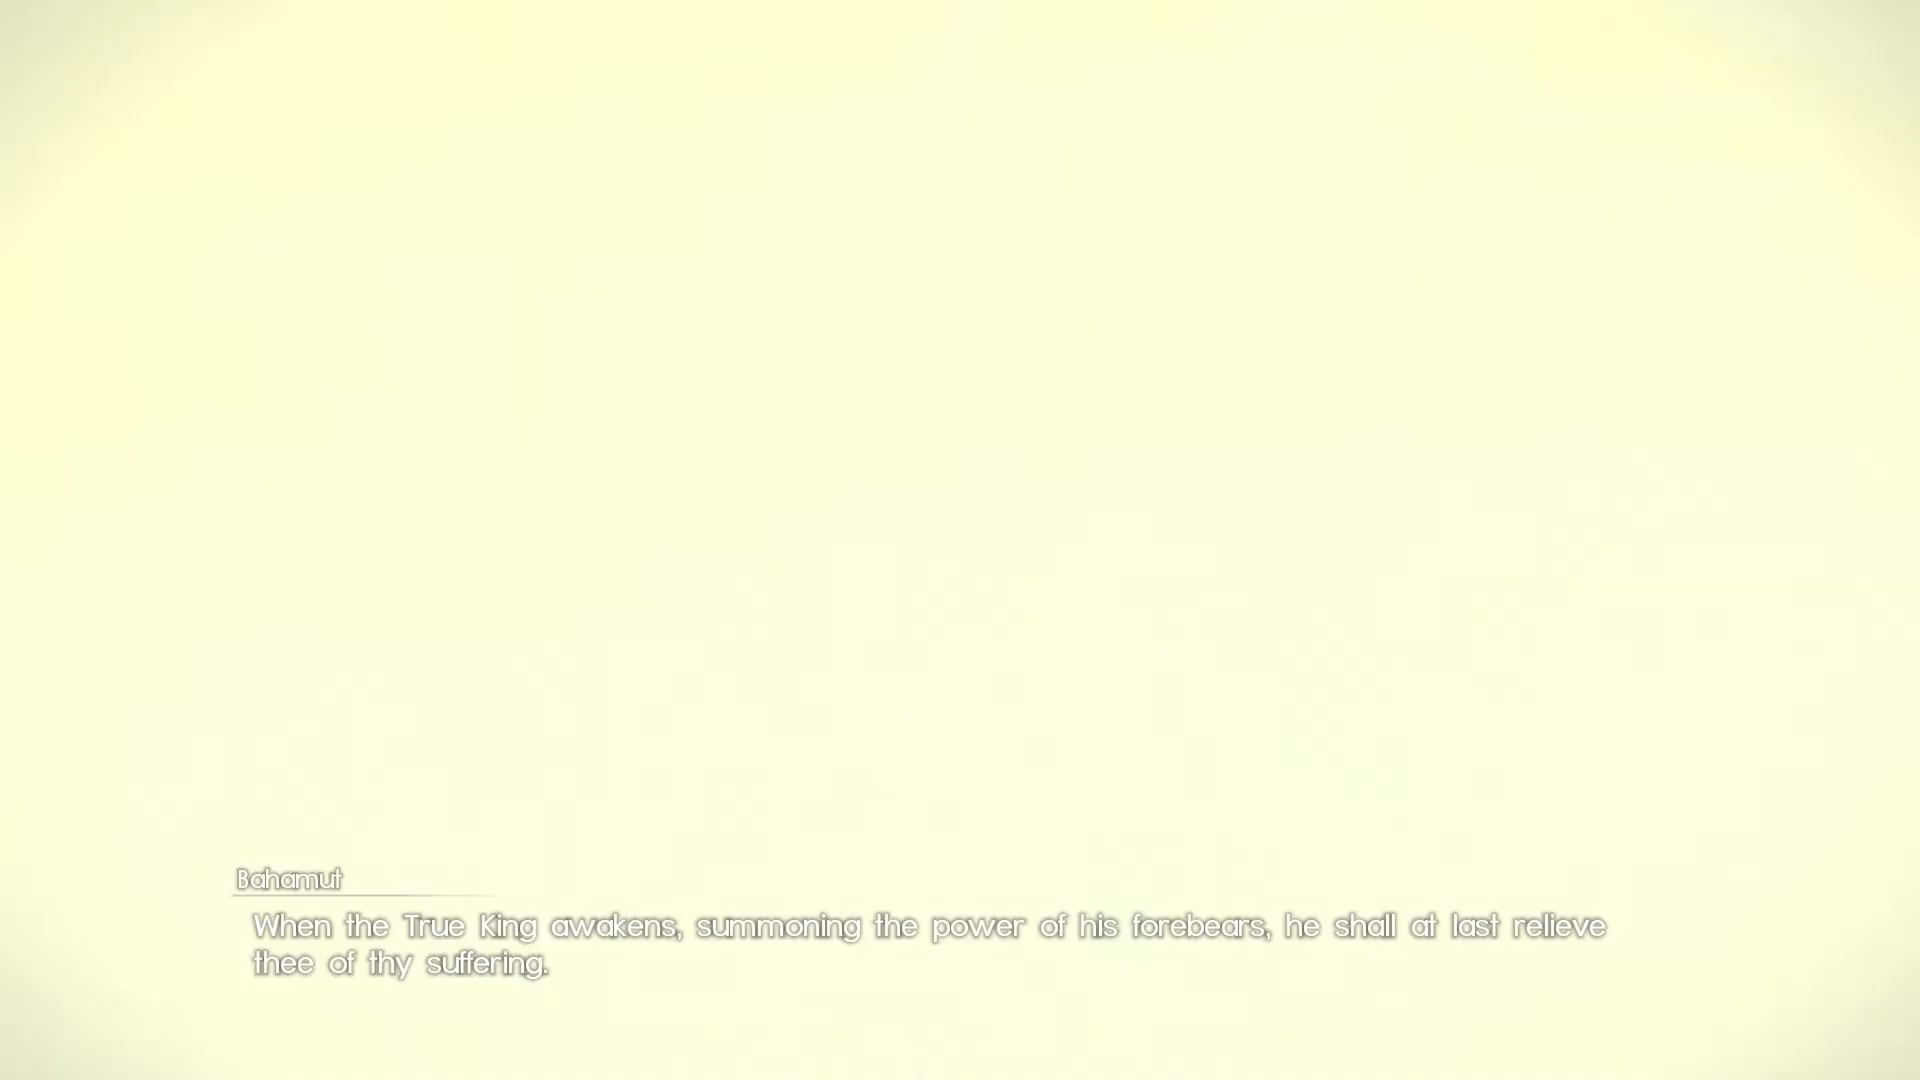 Bahamut
When the True King awakens, summoning the power of his forebears, he shall at last relieve
thee of thy suffering.